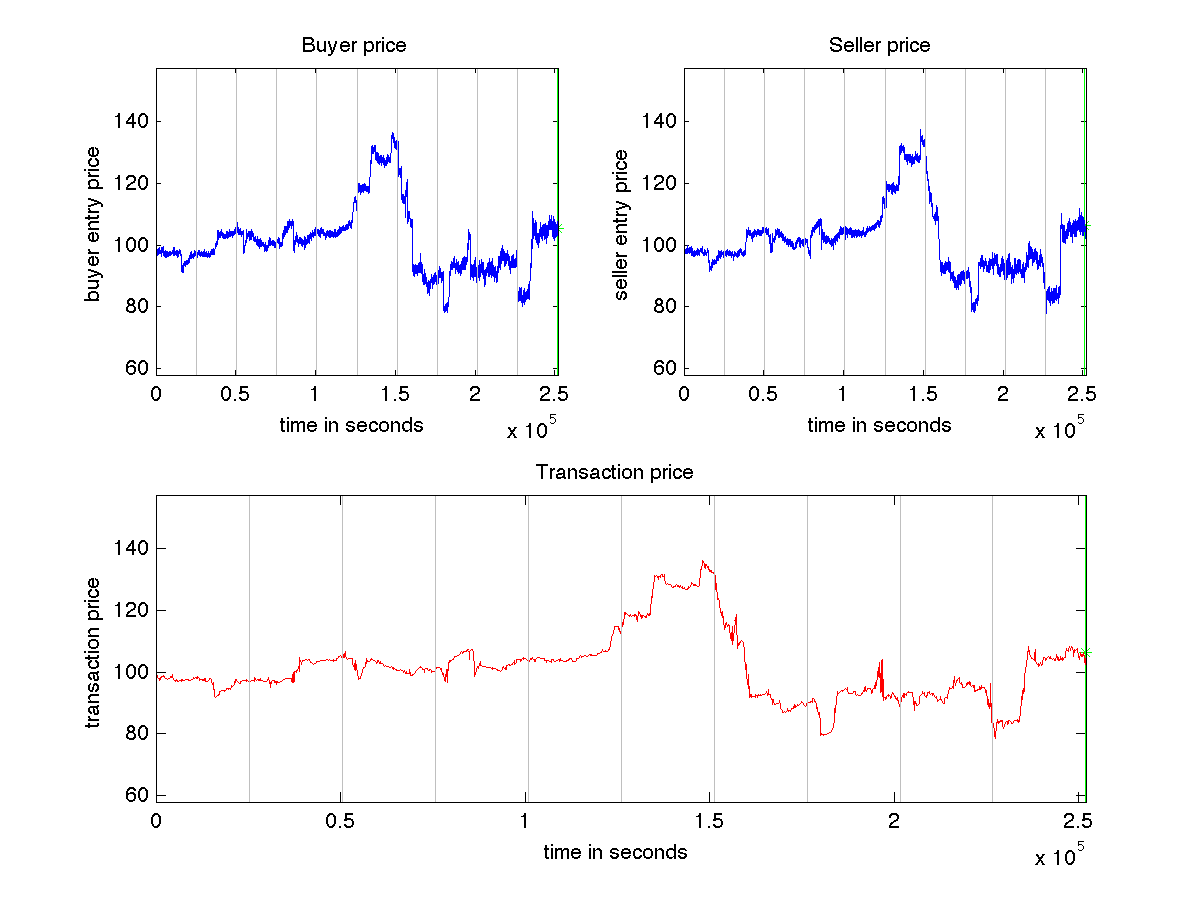 Buyer price
buyer entry price
140
120
100
80
60
0 0.5 1 1.5 2 2.5
time in seconds
x 10^5
Seller price
seller entry price
140
120
100
80
60
0 0.5 1 1.5 2 2.5
time in seconds
x 10^5
Transaction price
transaction price
140
120
100
80
60
0 0.5 1 1.5 2 2.5
time in seconds
x 10^5